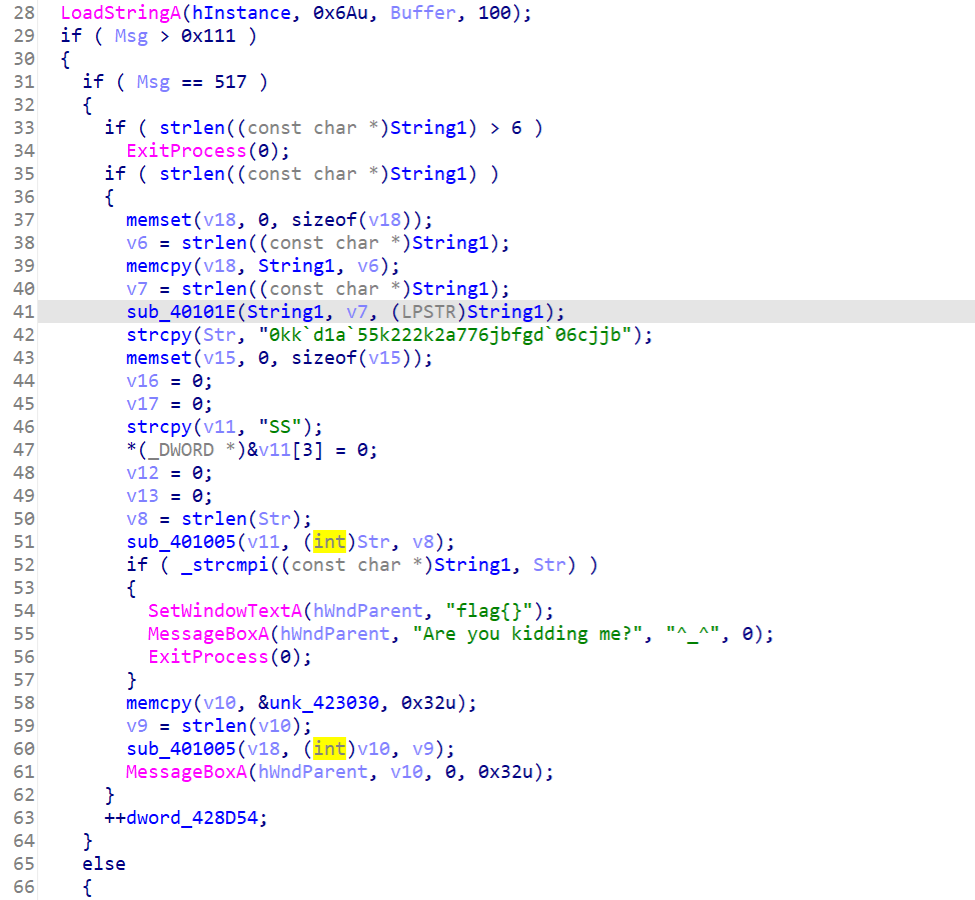 28 LoadStringA(hInstance, 0x6Au, Buffer, 100);
29 if ( Msg > 0x111 )
30 {
31 if ( Msg == 517 )
32 {
33 if ( strlen((const char *)String1) > 6 )
34 ExitProcess(0);
35 if ( strlen((const char *)String1) )
36 {
37 memset(v18, 0, sizeof(v18));
38 v6 = strlen((const char *)String1);
39 memcpy(v18, String1, v6);
40 v7 = strlen((const char *)String1);
41 sub_40101E(String1, v7, (LPSTR)String1);
42 strcpy(Str, "0kk`d1a`55k222k2a776jbfgd`06cjjb");
43 memset(v15, 0, sizeof(v15));
44 v16 = 0;
45 v17 = 0;
46 strcpy(v11, "SS");
47 *(_DWORD *)&v11[3] = 0;
48 v12 = 0;
49 v13 = 0;
50 v8 = strlen(Str);
51 sub_401005(v11, (int)Str, v8);
52 if ( _strcmpi((const char *)String1, Str) )
53 {
54 SetWindowTextA(hWndParent, "flag{}");
55 MessageBoxA(hWndParent, "Are you kidding me?", "^_^", 0);
56 ExitProcess(0);
57 }
58 memcpy(v10, &unk_423030, 0x32u);
59 v9 = strlen(v10);
60 sub_401005(v18, (int)v10, v9);
61 MessageBoxA(hWndParent, v10, 0, 0x32u);
62 }
63 ++dword_428D54;
64 }
65 else
66 {